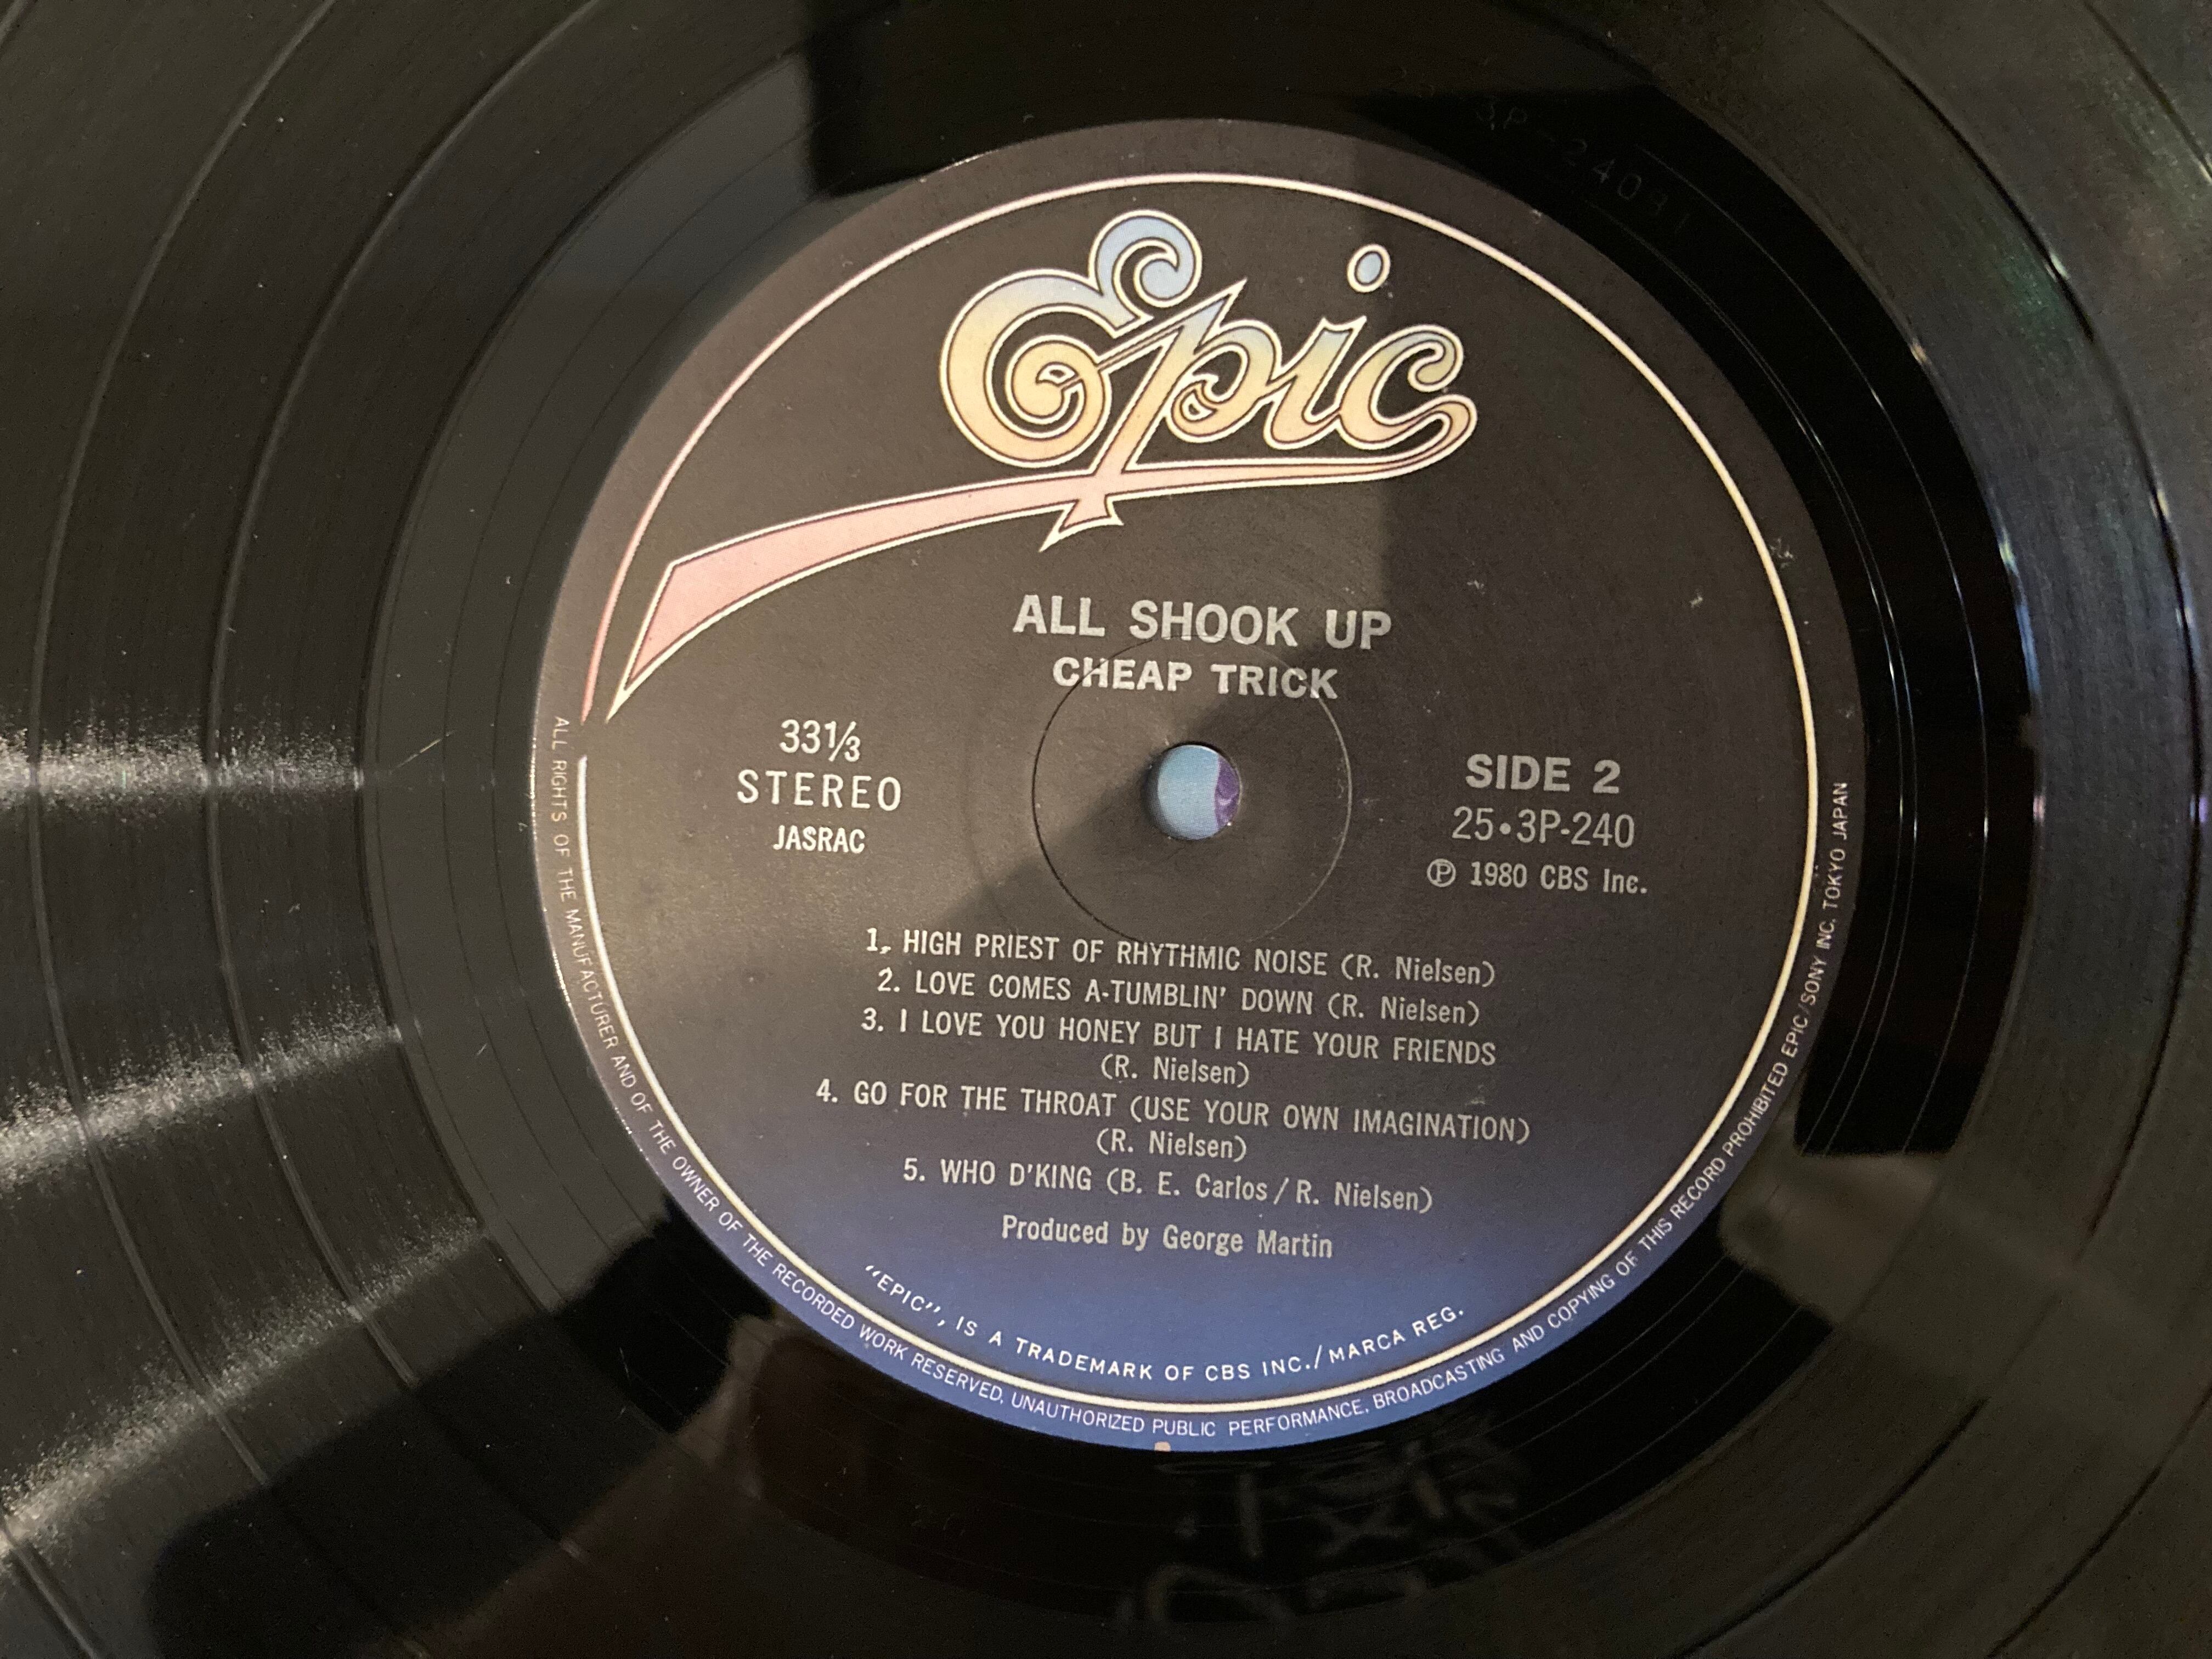 Epic
ALL SHOOK UP
CHEAP TRICK
33⅓
STEREO
JASRAC
SIDE 2
25•3P-240
Ⓟ 1980 CBS Inc.
1. HIGH PRIEST OF RHYTHMIC NOISE (R. Nielsen)
2. LOVE COMES A-TUMBLIN' DOWN (R. Nielsen)
3. I LOVE YOU HONEY BUT I HATE YOUR FRIENDS
(R. Nielsen)
4. GO FOR THE THROAT (USE YOUR OWN IMAGINATION)
(R. Nielsen)
5. WHO D'KING (B. E. Carlos / R. Nielsen)
Produced by George Martin
"EPIC", IS A TRADEMARK OF CBS INC./MARCA REG.
ALL RIGHTS OF THE MANUFACTURER AND OF THE OWNER OF THE RECORDED WORK RESERVED, UNAUTHORIZED PUBLIC PERFORMANCE, BROADCASTING AND COPYING OF THIS RECORD PROHIBITED EPIC/SONY INC. TOKYO JAPAN